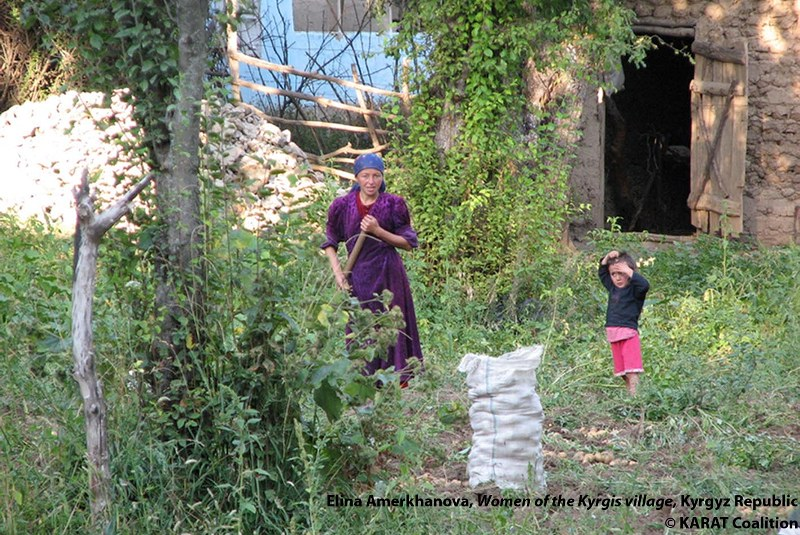 Elina Amerkhanova, Women of the Kyrgis village, Kyrgyz Republic
© KARAT Coalition